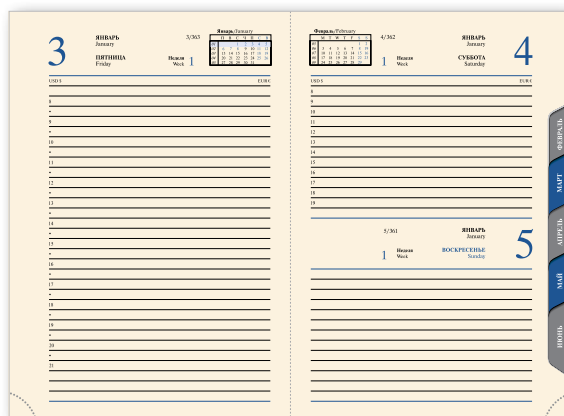 3
ЯНВАРЬ
January
3/363
ПЯТНИЦА
Friday
Неделя
Week
1
Январь/January
USD $
EUR €
8
9
10
11
12
13
14
15
16
17
18
19
20
21
Февраль/February
4/362
ЯНВАРЬ
January
4
1
Неделя
Week
СУББОТА
Saturday
USD $
EUR €
8
9
10
11
12
13
14
15
16
17
18
19
5/361
ЯНВАРЬ
January
5
1
Неделя
Week
ВОСКРЕСЕНЬЕ
Sunday
ФЕВРАЛЬ
МАРТ
АПРЕЛЬ
МАЙ
ИЮНЬ